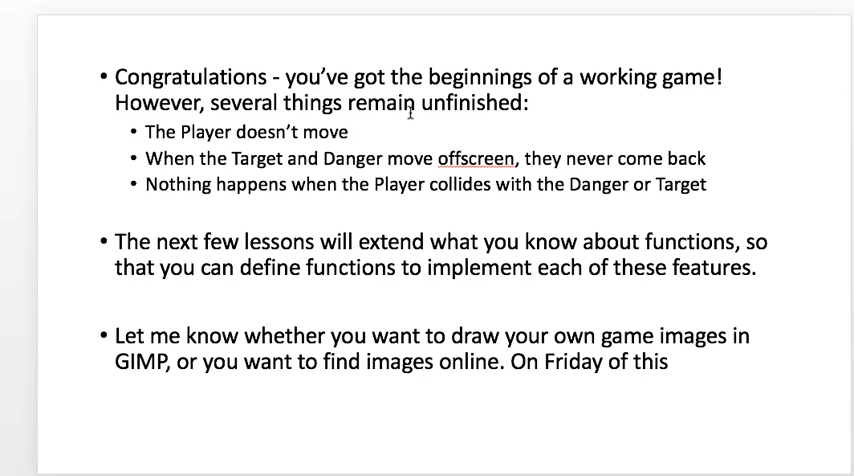 • Congratulations - you’ve got the beginnings of a working game!
However, several things remain unfinished:
• The Player doesn’t move
• When the Target and Danger move offscreen, they never come back
• Nothing happens when the Player collides with the Danger or Target
• The next few lessons will extend what you know about functions, so
that you can define functions to implement each of these features.
• Let me know whether you want to draw your own game images in
GIMP, or you want to find images online. On Friday of this